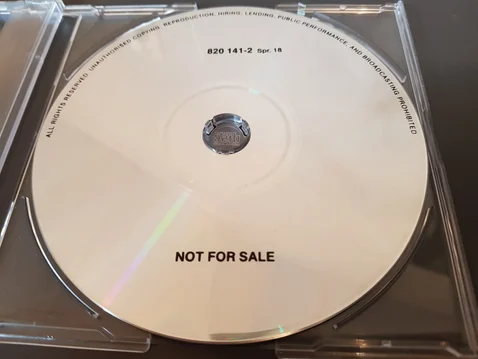 ALL RIGHTS RESERVED. UNAUTHORISED COPYING, REPRODUCTION, HIRING, LENDING, PUBLIC PERFORMANCE, AND BROADCASTING PROHIBITED
820 141-2 Spr. 18
NOT FOR SALE